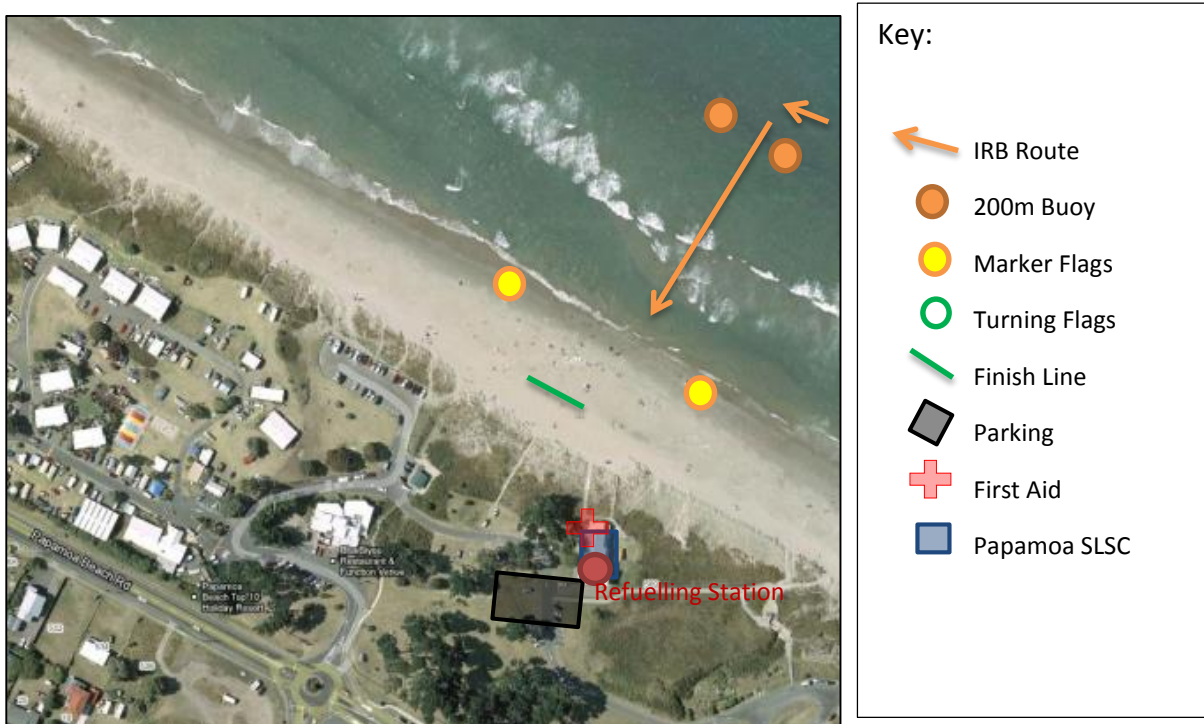 Key:
IRB Route
200m Buoy
Marker Flags
Turning Flags
Finish Line
Parking
First Aid
Papamoa SLSC
Refuelling Station
Papamoa Beach Rd
Restaurant &
Function Venue
Papamoa
Beach Top 10
Holiday Resort